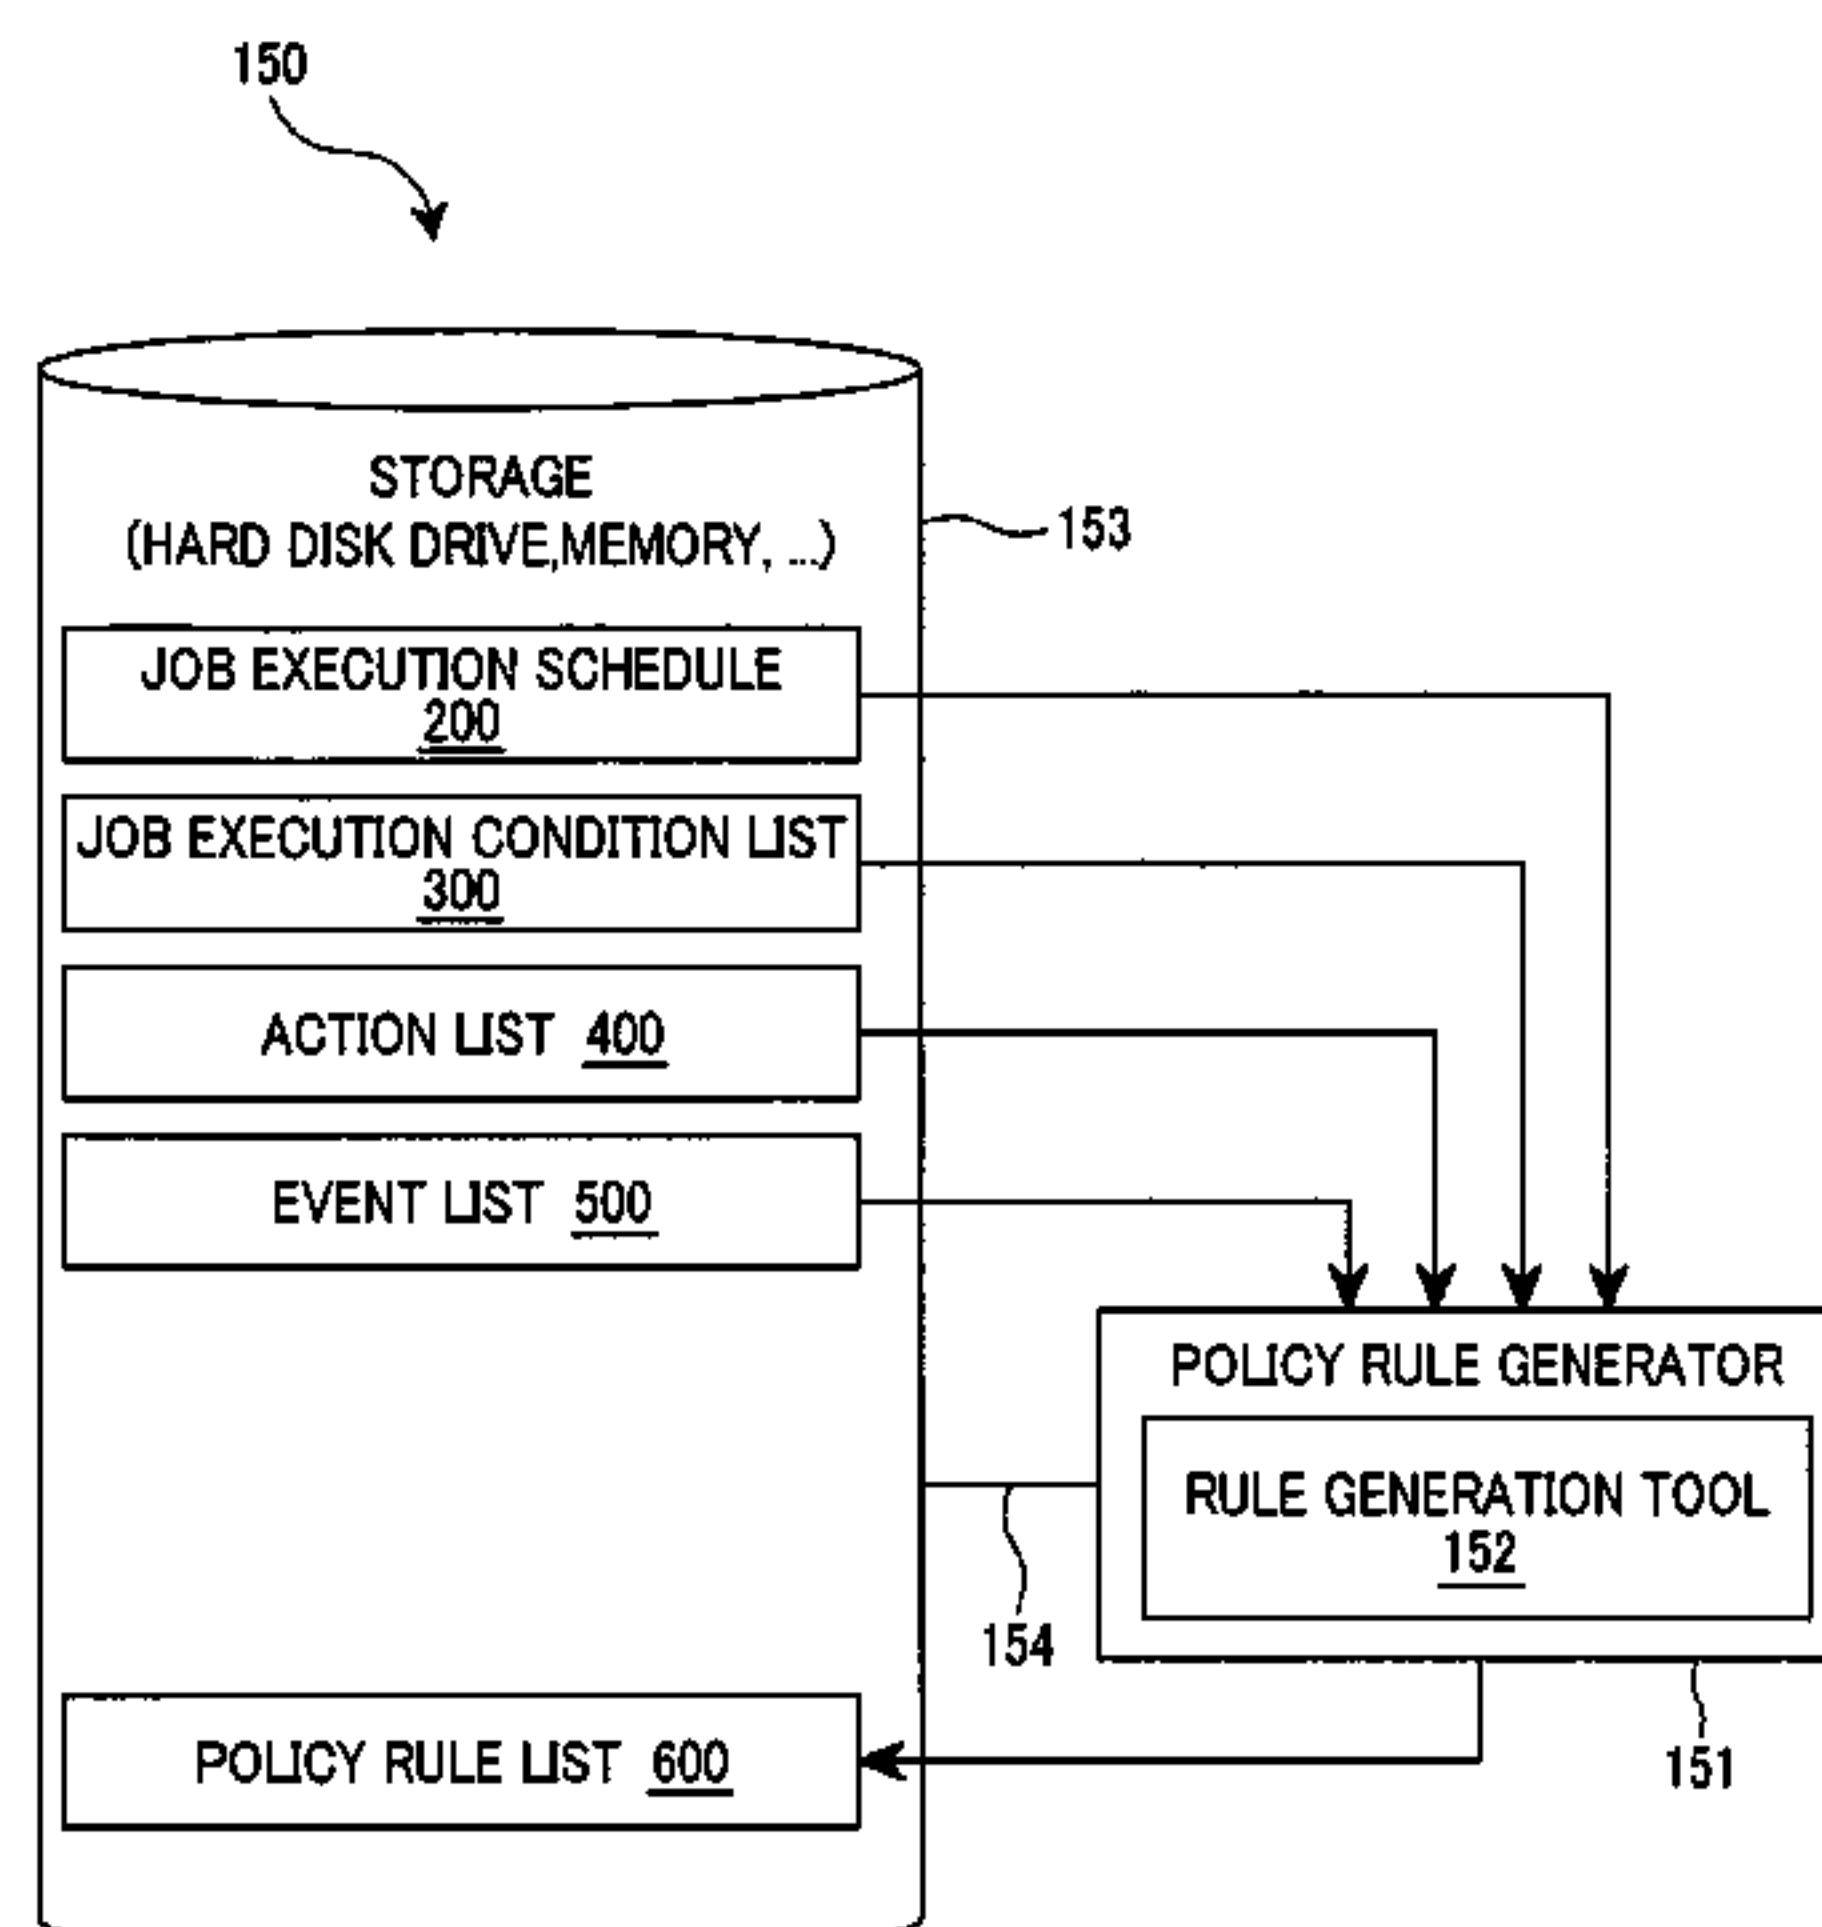 150
STORAGE
(HARD DISK DRIVE,MEMORY, ...)
153
JOB EXECUTION SCHEDULE
200
JOB EXECUTION CONDITION LIST
300
ACTION LIST 400
EVENT LIST 500
POLICY RULE GENERATOR
RULE GENERATION TOOL
152
154
151
POLICY RULE LIST 600